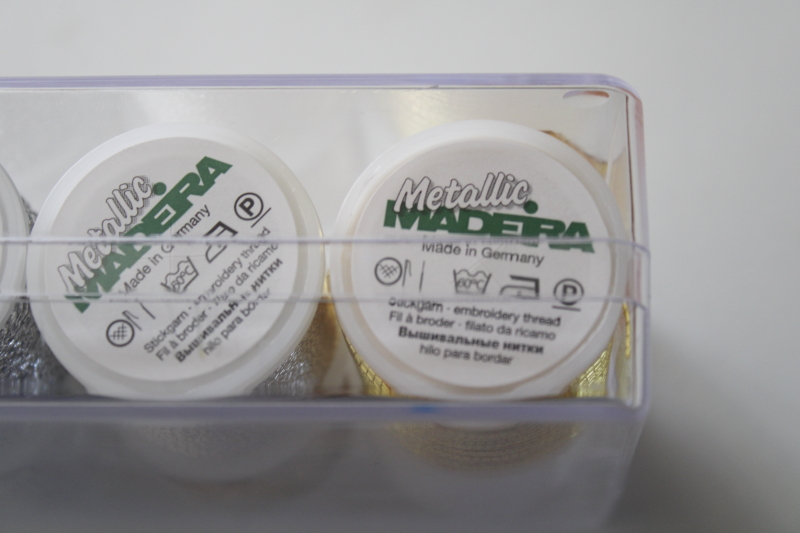 Metallic
MADEIRA
Made in Germany
60°C
P
Stickgarn · embroidery thread
Fil à broder · filato da ricamo
Вышивальные нитки
hilo para bordar
Metallic
MADEIRA
Made in Germany
60°C
P
Stickgarn · embroidery thread
Fil à broder · filato da ricamo
Вышивальные нитки
hilo para bordar